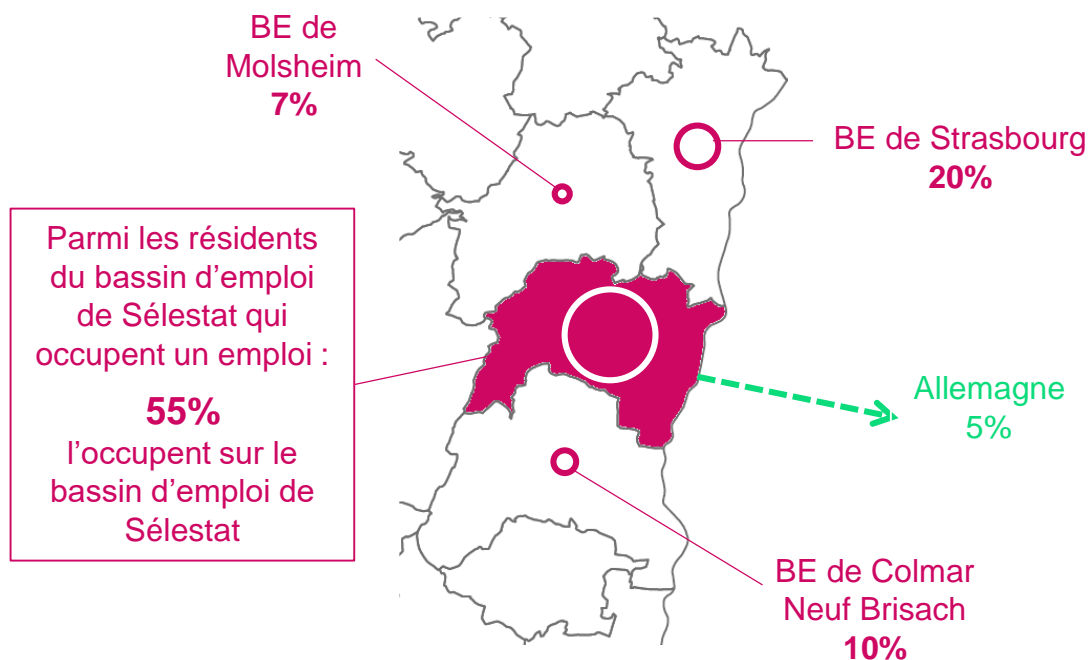 BE de
Molsheim
7%
BE de Strasbourg
20%
Parmi les résidents
du bassin d’emploi
de Sélestat qui
occupent un emploi :
55%
l’occupent sur le
bassin d’emploi de
Sélestat
Allemagne
5%
BE de Colmar
Neuf Brisach
10%